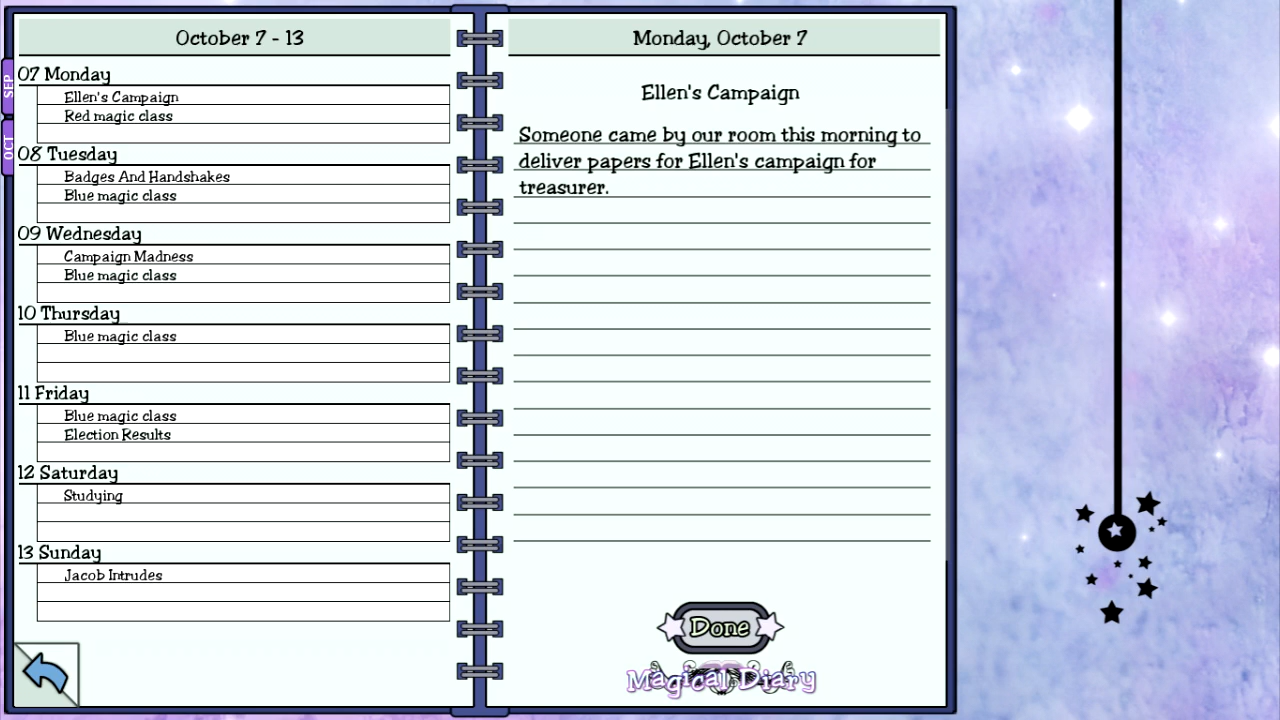 October 7 - 13
SEP
OCT
07 Monday
Ellen's Campaign
Red magic class
08 Tuesday
Badges And Handshakes
Blue magic class
09 Wednesday
Campaign Madness
Blue magic class
10 Thursday
Blue magic class
11 Friday
Blue magic class
Election Results
12 Saturday
Studying
13 Sunday
Jacob Intrudes
Monday, October 7
Ellen's Campaign
Someone came by our room this morning to
deliver papers for Ellen's campaign for
treasurer.
Done
Magical Diary